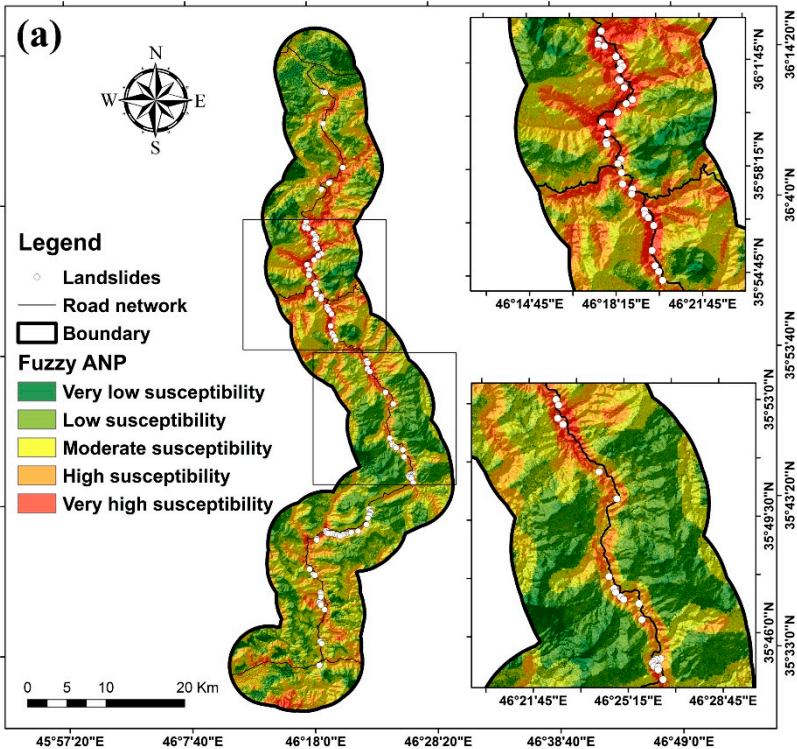 (a)
N
W E
S
Legend
Landslides
Road network
Boundary
Fuzzy ANP
Very low susceptibility
Low susceptibility
Moderate susceptibility
High susceptibility
Very high susceptibility
0 5 10 20 Km
45°57'20"E 46°7'40"E 46°18'0"E 46°28'20"E 46°38'40"E 46°49'0"E
36°14'20"N
36°4'0"N
35°53'40"N
35°43'20"N
35°33'0"N
36°1'45"N
35°58'15"N
35°54'45"N
46°14'45"E 46°18'15"E 46°21'45"E
35°53'0"N
35°49'30"N
35°46'0"N
46°21'45"E 46°25'15"E 46°28'45"E